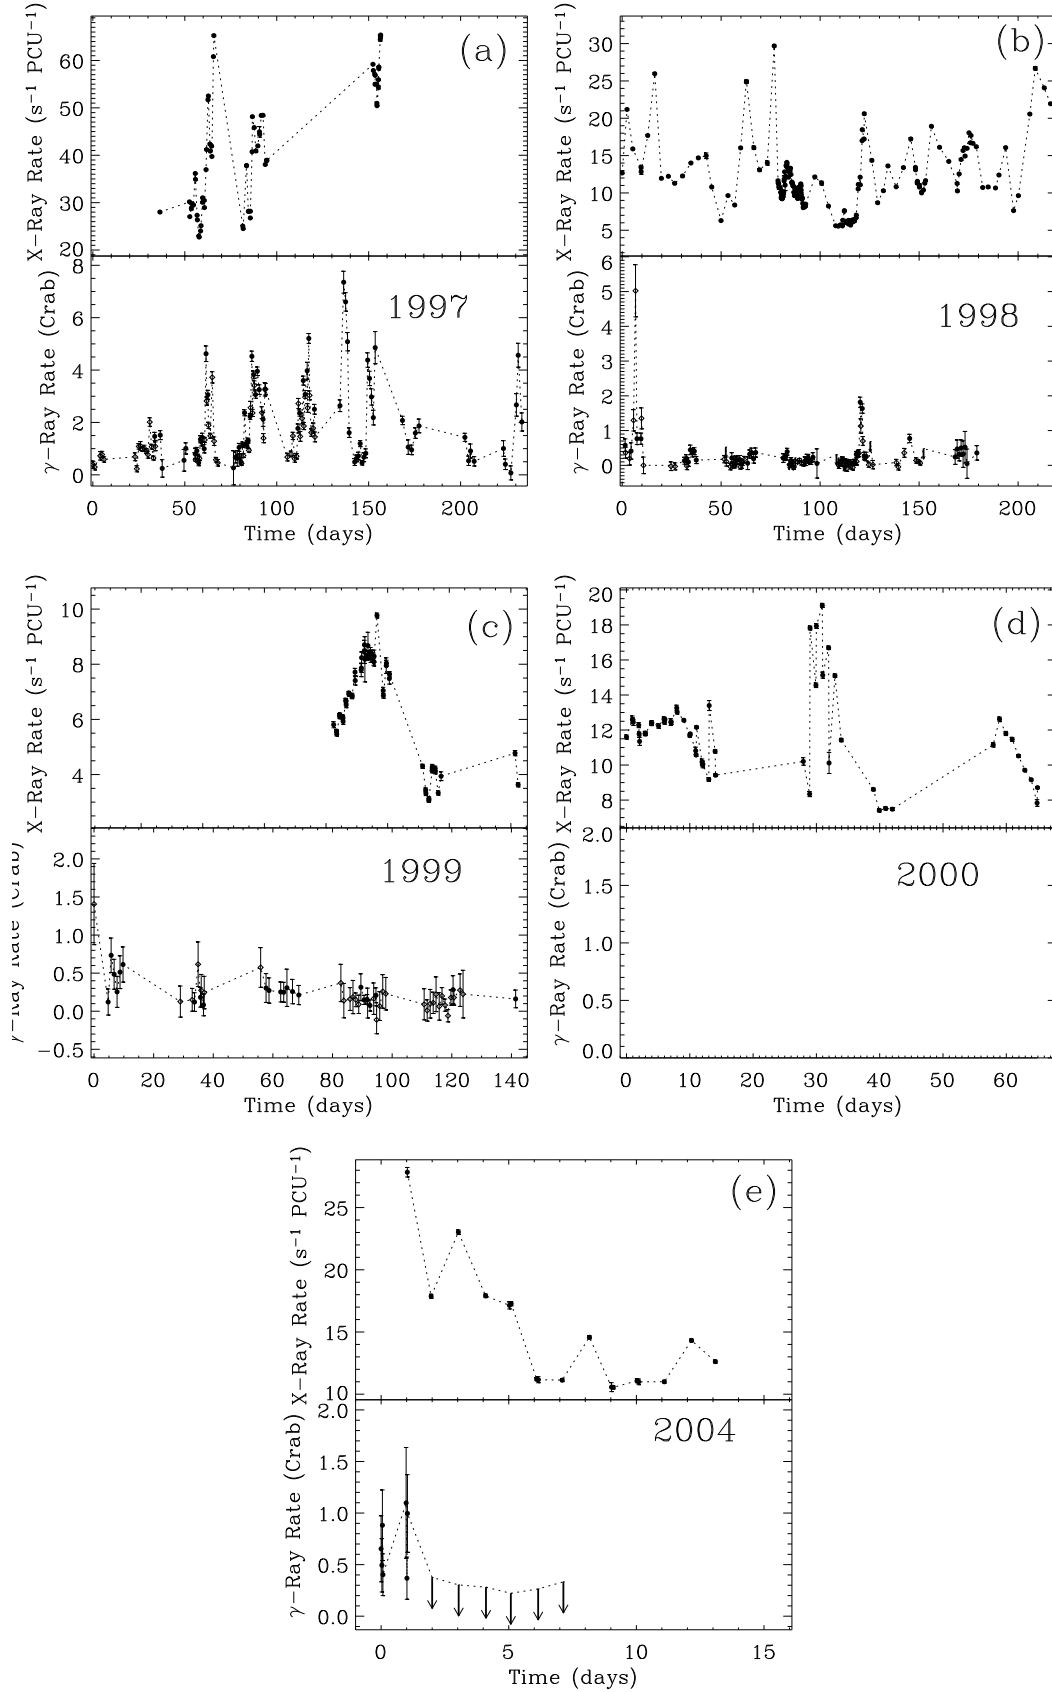 X-Ray Rate (s⁻¹ PCU⁻¹)
60
50
40
30
20
(a)
γ-Ray Rate (Crab)
8
6
4
2
0
1997
0 50 100 150 200
Time (days)
X-Ray Rate (s⁻¹ PCU⁻¹)
30
25
20
15
10
5
(b)
γ-Ray Rate (Crab)
6
5
4
3
2
1
0
1998
0 50 100 150 200
Time (days)
X-Ray Rate (s⁻¹ PCU⁻¹)
10
8
6
4
(c)
γ-Ray Rate (Crab)
2.0
1.5
1.0
0.5
0.0
-0.5
1999
0 20 40 60 80 100 120 140
Time (days)
X-Ray Rate (s⁻¹ PCU⁻¹)
20
18
16
14
12
10
8
(d)
γ-Ray Rate (Crab)
2.0
1.5
1.0
0.5
0.0
2000
0 10 20 30 40 50 60
Time (days)
X-Ray Rate (s⁻¹ PCU⁻¹)
25
20
15
10
(e)
γ-Ray Rate (Crab)
2.0
1.5
1.0
0.5
0.0
2004
0 5 10 15
Time (days)